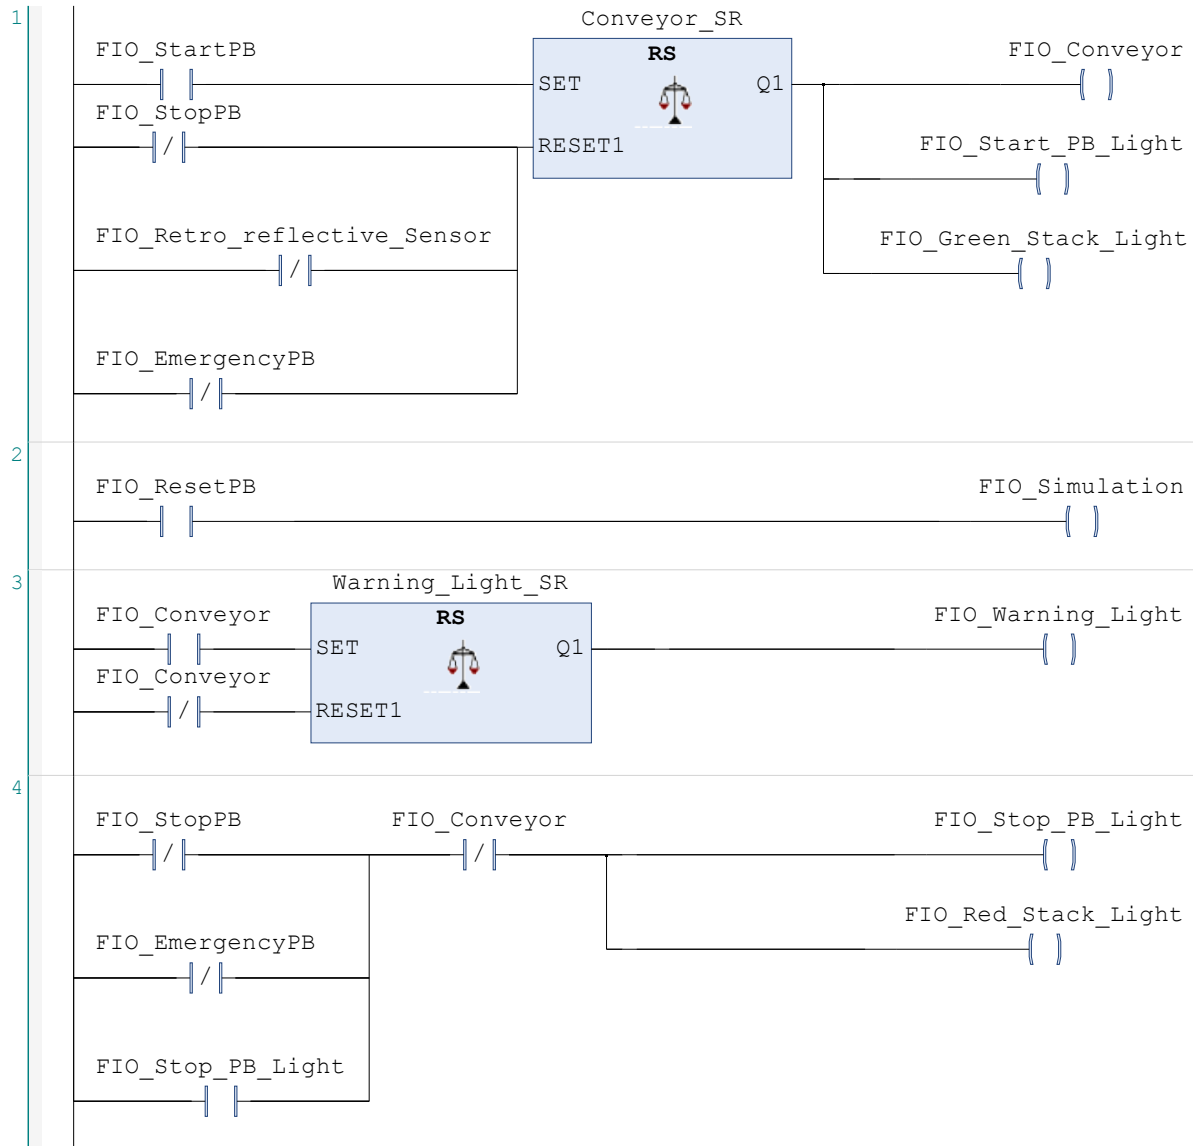 1
Conveyor_SR
FIO_StartPB
RS
FIO_Conveyor
SET
Q1
FIO_StopPB
RESET1
FIO_Start_PB_Light
FIO_Retro_reflective_Sensor
FIO_Green_Stack_Light
FIO_EmergencyPB
2
FIO_ResetPB
FIO_Simulation
3
Warning_Light_SR
FIO_Conveyor
RS
FIO_Warning_Light
SET
Q1
FIO_Conveyor
RESET1
4
FIO_StopPB
FIO_Conveyor
FIO_Stop_PB_Light
FIO_Red_Stack_Light
FIO_EmergencyPB
FIO_Stop_PB_Light